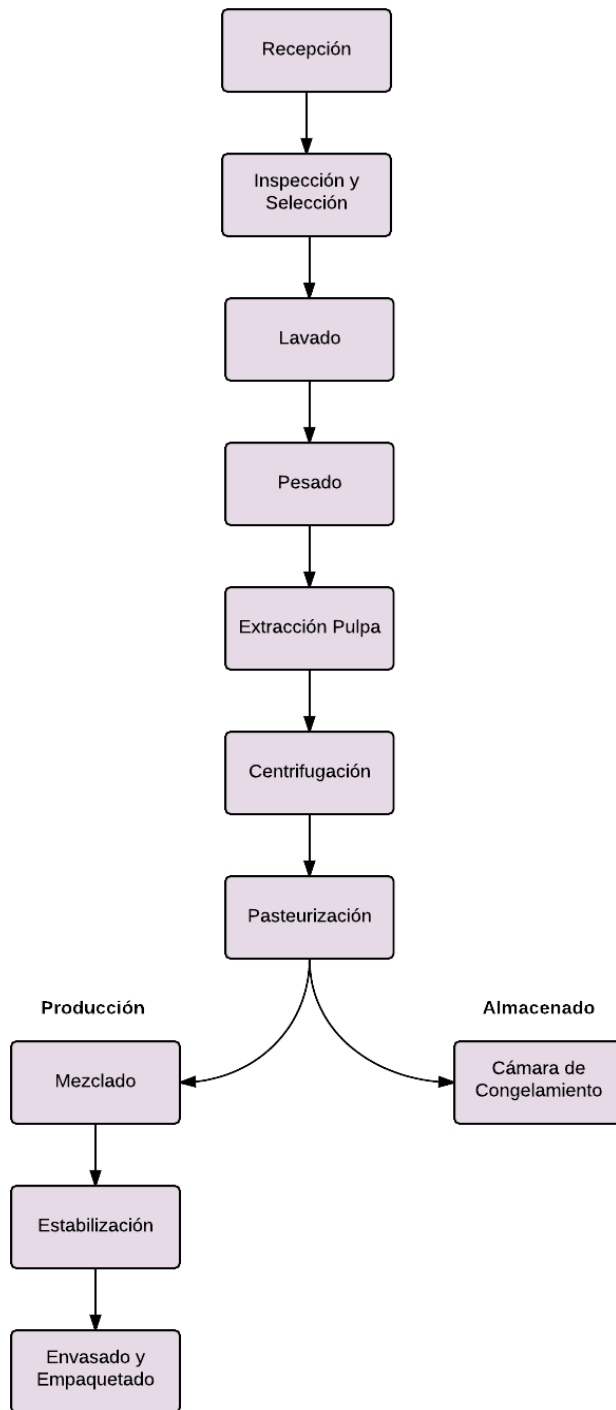 Recepción
Inspección y
Selección
Lavado
Pesado
Extracción Pulpa
Centrifugación
Pasteurización
Producción
Almacenado
Mezclado
Cámara de
Congelamiento
Estabilización
Envasado y
Empaquetado